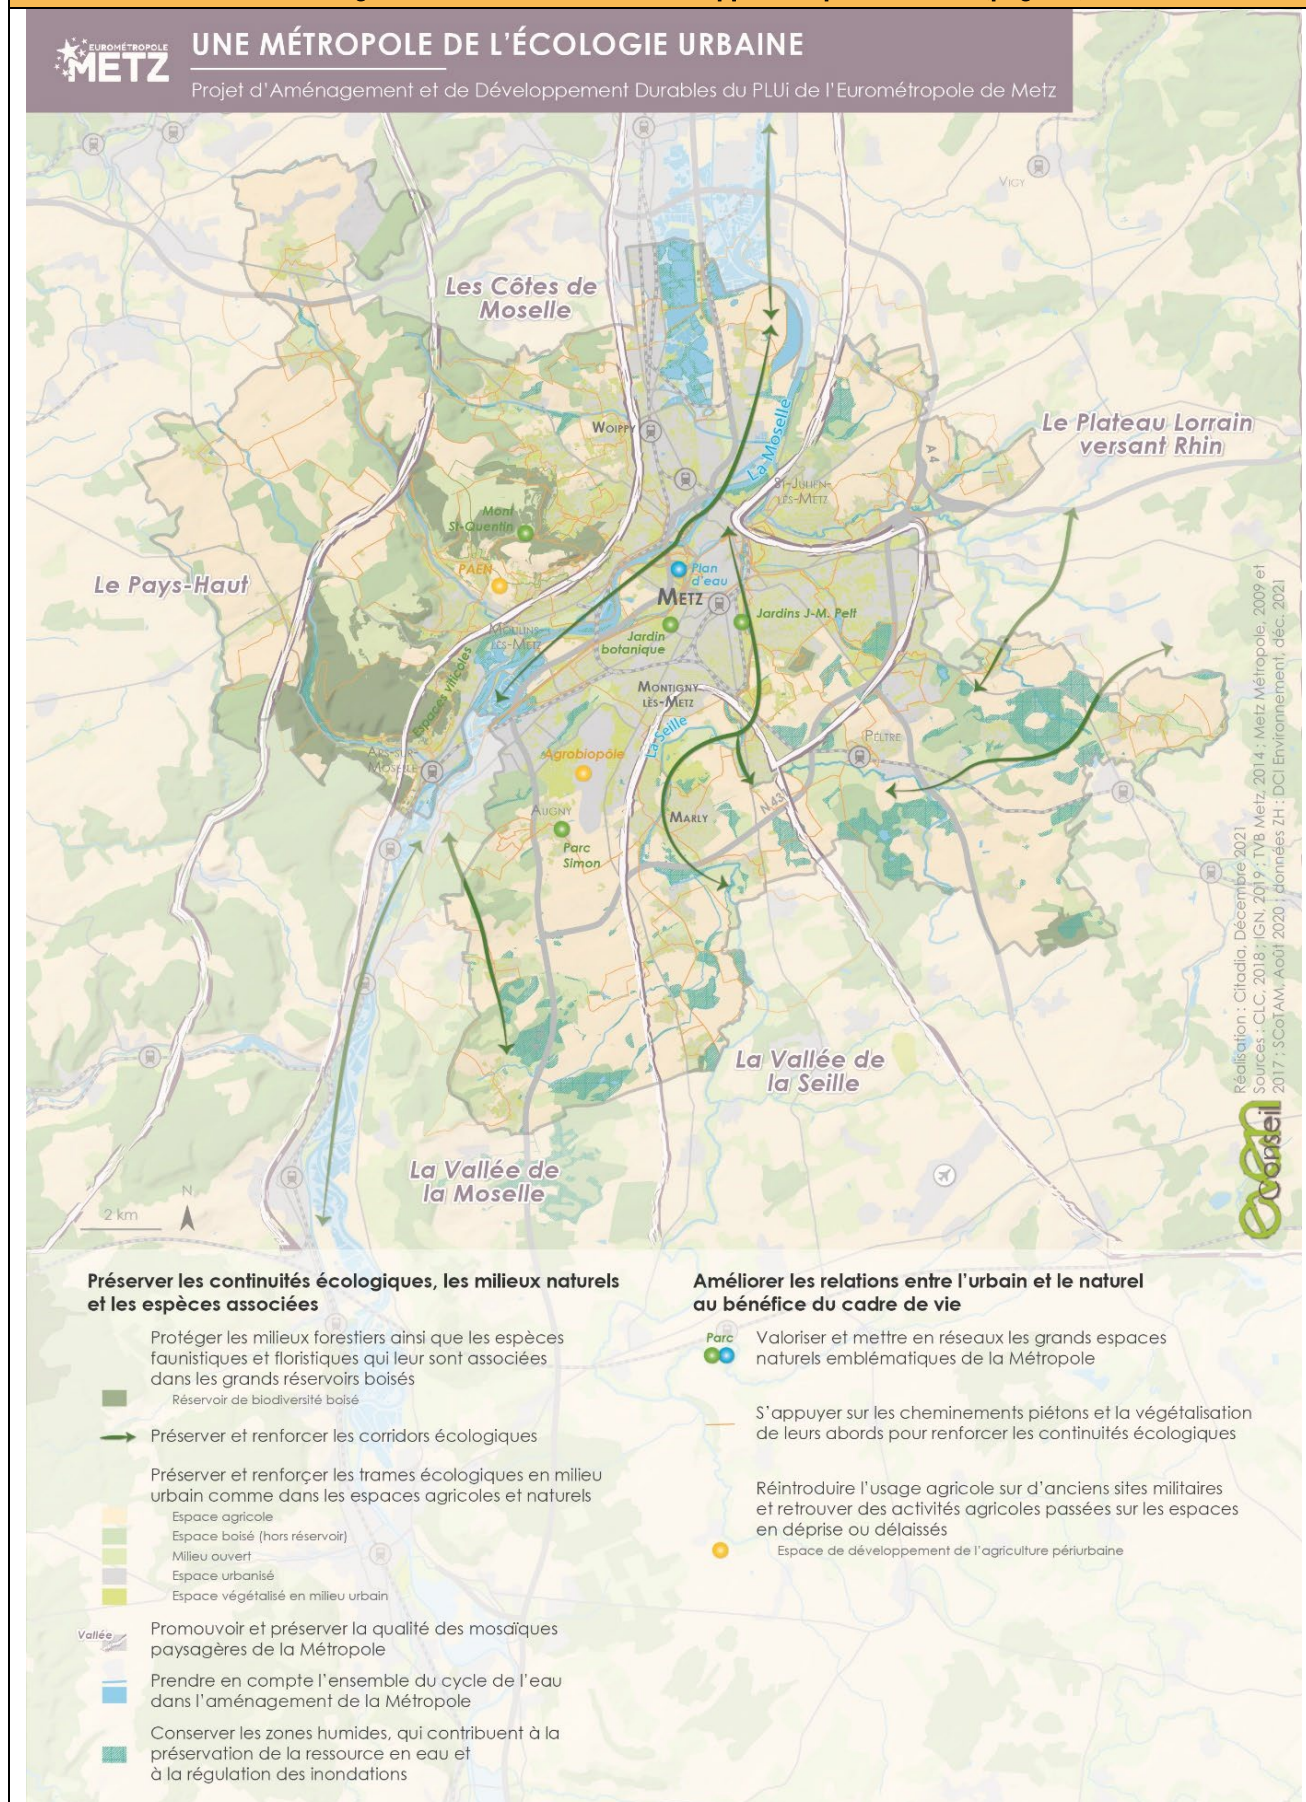 EUROMÉTROPOLE
METZ
UNE MÉTROPOLE DE L'ÉCOLOGIE URBAINE
Projet d'Aménagement et de Développement Durables du PLUi de l'Eurométropole de Metz
VIGY
Les Côtes de
Moselle
Le Plateau Lorrain
versant Rhin
WOIPPY
La Moselle
A 4
ST-JULIEN-
LÈS-METZ
Mont
St-Quentin
PAEN
Le Pays-Haut
Plan
d'eau
METZ
Jardins J-M. Pelt
Jardin
botanique
MOULINS-
LÈS-METZ
Espaces viticoles
MONTIGNY-
LÈS-METZ
La Seille
PELTRE
ARS-SUR-
MOSELLE
Agrobiopôle
AUGNY
MARLY
N 431
Parc
Simon
La Vallée de
la Seille
La Vallée de
la Moselle
N
2 km
Réalisation : Citadia, Décembre 2021
Sources : CLC, 2018 ; IGN, 2019 ; TVB Metz, 2014 ; Metz Métropole, 2009 et
2017 ; SCoTAM, Août 2020 ; données ZH : DCI Environnement, déc. 2021
even
Conseil
Préserver les continuités écologiques, les milieux naturels
et les espèces associées
Protéger les milieux forestiers ainsi que les espèces
faunistiques et floristiques qui leur sont associées
dans les grands réservoirs boisés
Réservoir de biodiversité boisé
Préserver et renforcer les corridors écologiques
Préserver et renforçer les trames écologiques en milieu
urbain comme dans les espaces agricoles et naturels
Espace agricole
Espace boisé (hors réservoir)
Milieu ouvert
Espace urbanisé
Espace végétalisé en milieu urbain
Vallée
Promouvoir et préserver la qualité des mosaïques
paysagères de la Métropole
Prendre en compte l'ensemble du cycle de l'eau
dans l'aménagement de la Métropole
Conserver les zones humides, qui contribuent à la
préservation de la ressource en eau et
à la régulation des inondations
Améliorer les relations entre l'urbain et le naturel
au bénéfice du cadre de vie
Parc
Valoriser et mettre en réseaux les grands espaces
naturels emblématiques de la Métropole
S'appuyer sur les cheminements piétons et la végétalisation
de leurs abords pour renforcer les continuités écologiques
Réintroduire l'usage agricole sur d'anciens sites militaires
et retrouver des activités agricoles passées sur les espaces
en déprise ou délaissés
Espace de développement de l'agriculture périurbaine